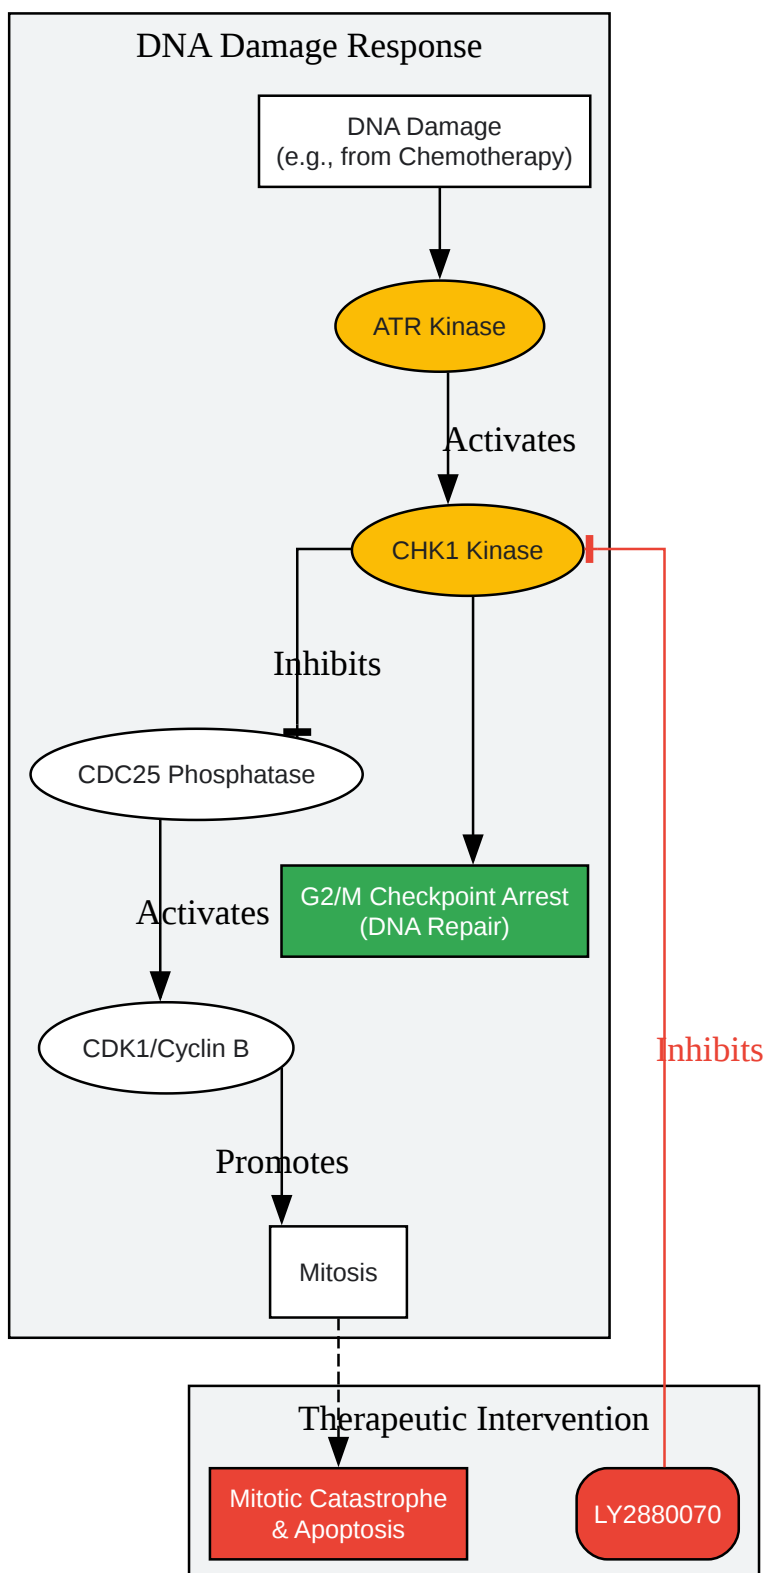 DNA Damage Response
DNA Damage
(e.g., from Chemotherapy)
ATR Kinase
Activates
CHK1 Kinase
Inhibits
CDC25 Phosphatase
G2/M Checkpoint Arrest
(DNA Repair)
Activates
CDK1/Cyclin B
Inhibits
Promotes
Mitosis
Therapeutic Intervention
Mitotic Catastrophe
& Apoptosis
LY2880070